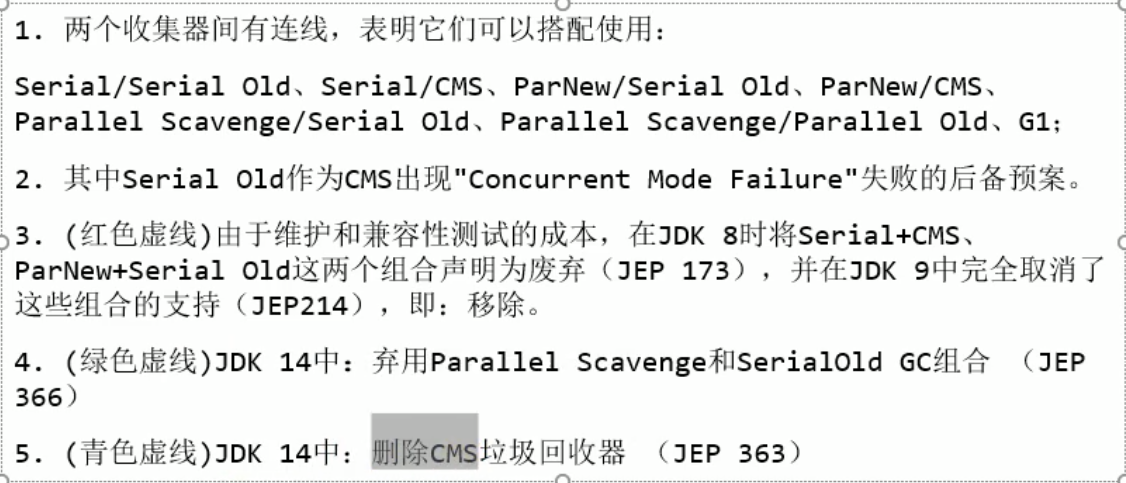 1. 两个收集器间有连线，表明它们可以搭配使用：
Serial/Serial Old、Serial/CMS、ParNew/Serial Old、ParNew/CMS、
Parallel Scavenge/Serial Old、Parallel Scavenge/Parallel Old、G1；
2. 其中Serial Old作为CMS出现"Concurrent Mode Failure"失败的后备预案。
3. (红色虚线)由于维护和兼容性测试的成本，在JDK 8时将Serial+CMS、
ParNew+Serial Old这两个组合声明为废弃（JEP 173），并在JDK 9中完全取消了
这些组合的支持（JEP214），即：移除。
4. (绿色虚线)JDK 14中：弃用Parallel Scavenge和SerialOld GC组合 （JEP
366）
5. (青色虚线)JDK 14中：删除CMS垃圾回收器 （JEP 363）